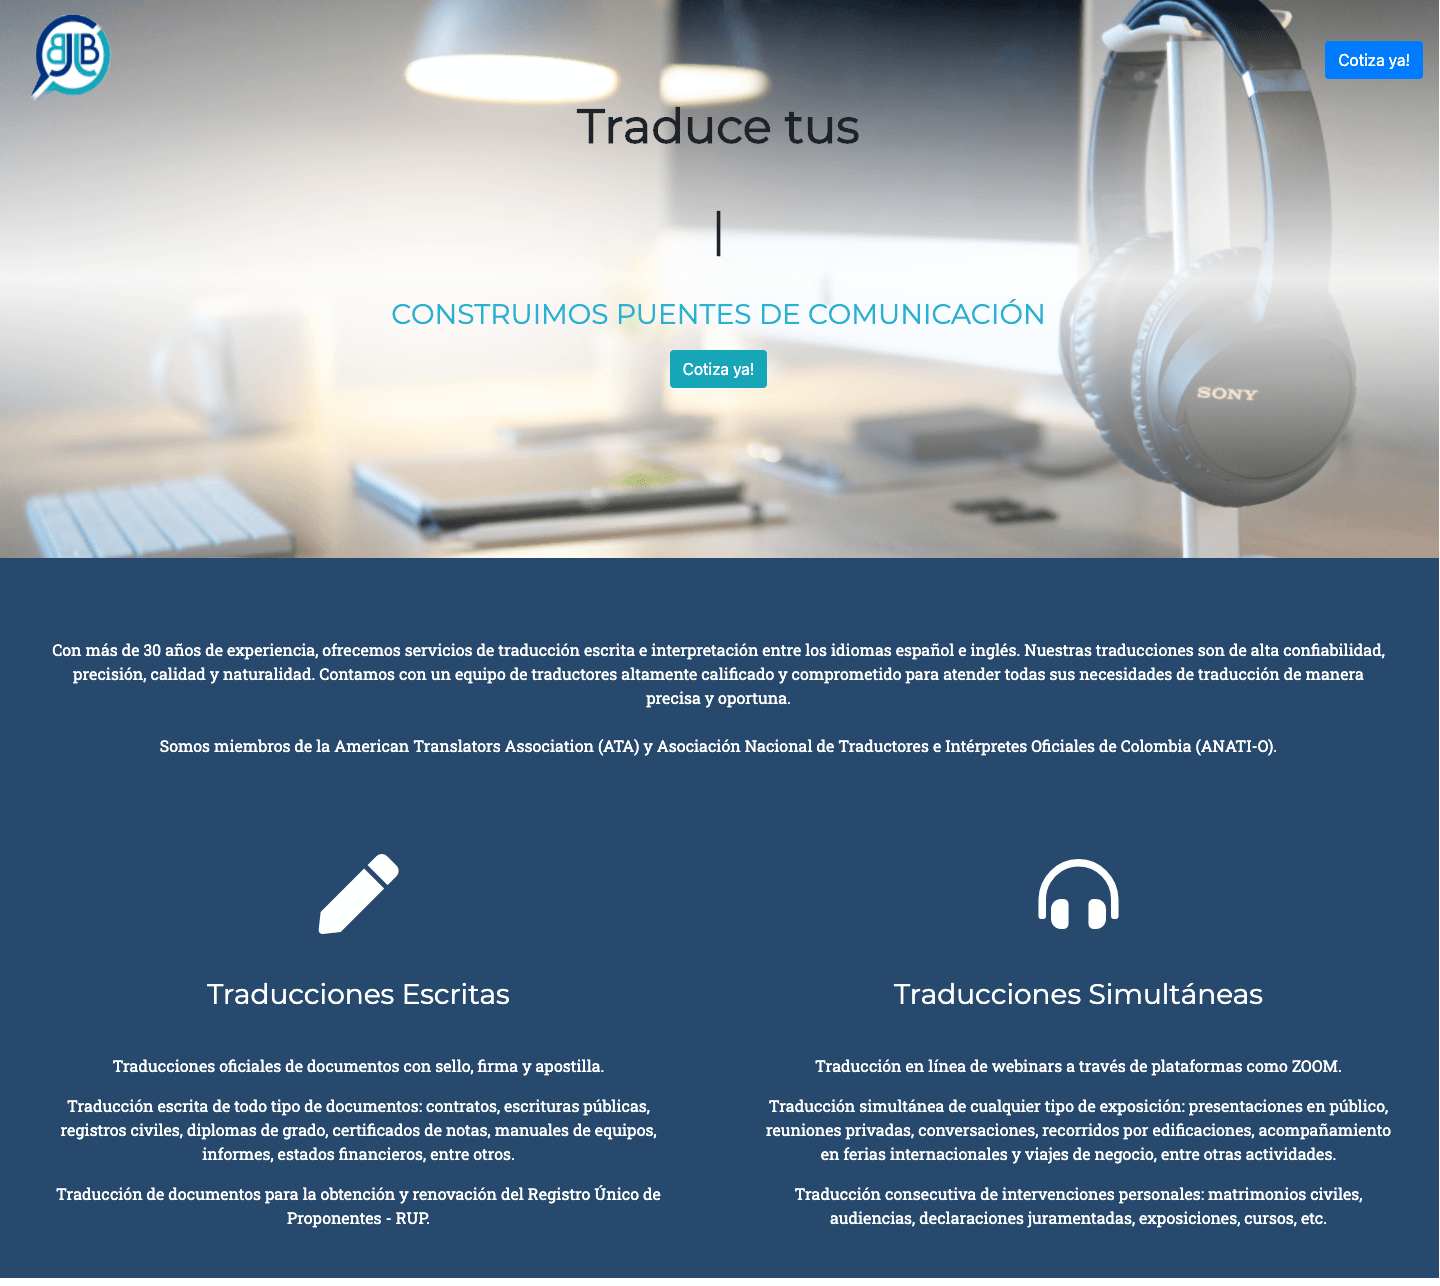 BJLB
Cotiza ya!
Traduce tus
|
CONSTRUIMOS PUENTES DE COMUNICACIÓN
Cotiza ya!
SONY
Con más de 30 años de experiencia, ofrecemos servicios de traducción escrita e interpretación entre los idiomas español e inglés. Nuestras traducciones son de alta confiabilidad,
precisión, calidad y naturalidad. Contamos con un equipo de traductores altamente calificado y comprometido para atender todas sus necesidades de traducción de manera
precisa y oportuna.
Somos miembros de la American Translators Association (ATA) y Asociación Nacional de Traductores e Intérpretes Oficiales de Colombia (ANATI-O).
Traducciones Escritas
Traducciones oficiales de documentos con sello, firma y apostilla.
Traducción escrita de todo tipo de documentos: contratos, escrituras públicas,
registros civiles, diplomas de grado, certificados de notas, manuales de equipos,
informes, estados financieros, entre otros.
Traducción de documentos para la obtención y renovación del Registro Único de
Proponentes - RUP.
Traducciones Simultáneas
Traducción en línea de webinars a través de plataformas como ZOOM.
Traducción simultánea de cualquier tipo de exposición: presentaciones en público,
reuniones privadas, conversaciones, recorridos por edificaciones, acompañamiento
en ferias internacionales y viajes de negocio, entre otras actividades.
Traducción consecutiva de intervenciones personales: matrimonios civiles,
audiencias, declaraciones juramentadas, exposiciones, cursos, etc.